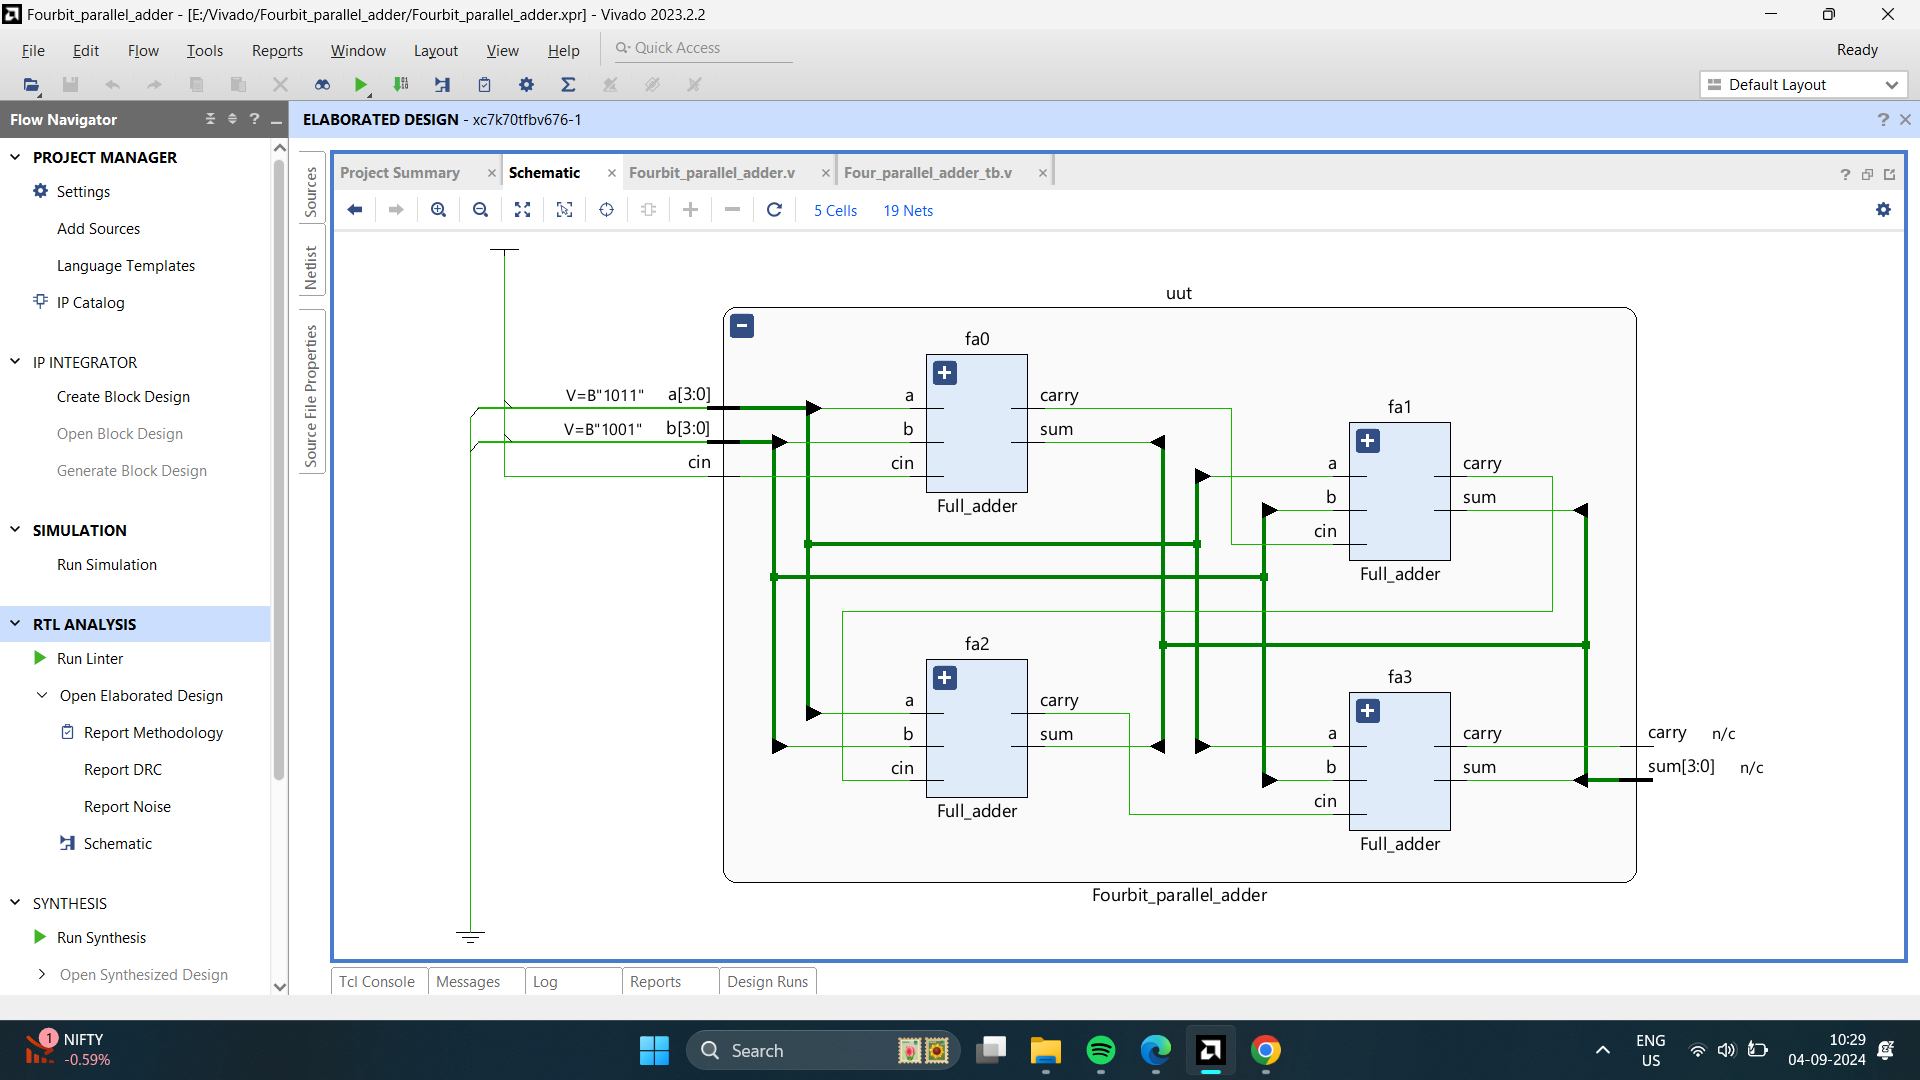 Fourbit_parallel_adder - [E:/Vivado/Fourbit_parallel_adder/Fourbit_parallel_adder.xpr] - Vivado 2023.2.2
File Edit Flow Tools Reports Window Layout View Help Quick Access
Ready
Default Layout
Flow Navigator
ELABORATED DESIGN - xc7k70tfbv676-1
PROJECT MANAGER
Settings
Add Sources
Language Templates
IP Catalog
IP INTEGRATOR
Create Block Design
Open Block Design
Generate Block Design
SIMULATION
Run Simulation
RTL ANALYSIS
Run Linter
Open Elaborated Design
Report Methodology
Report DRC
Report Noise
Schematic
SYNTHESIS
Run Synthesis
Open Synthesized Design
Sources
Netlist
Source File Properties
Project Summary Schematic Fourbit_parallel_adder.v Four_parallel_adder_tb.v
5 Cells 19 Nets
uut
V=B"1011" a[3:0]
V=B"1001" b[3:0]
cin
fa0
a carry
b sum
cin
Full_adder
fa1
a carry
b sum
cin
Full_adder
fa2
a carry
b sum
cin
Full_adder
fa3
a carry
b sum
cin
Full_adder
carry n/c
sum[3:0] n/c
Fourbit_parallel_adder
Tcl Console Messages Log Reports Design Runs
1
NIFTY
-0.59%
Search
ENG
US
10:29
04-09-2024